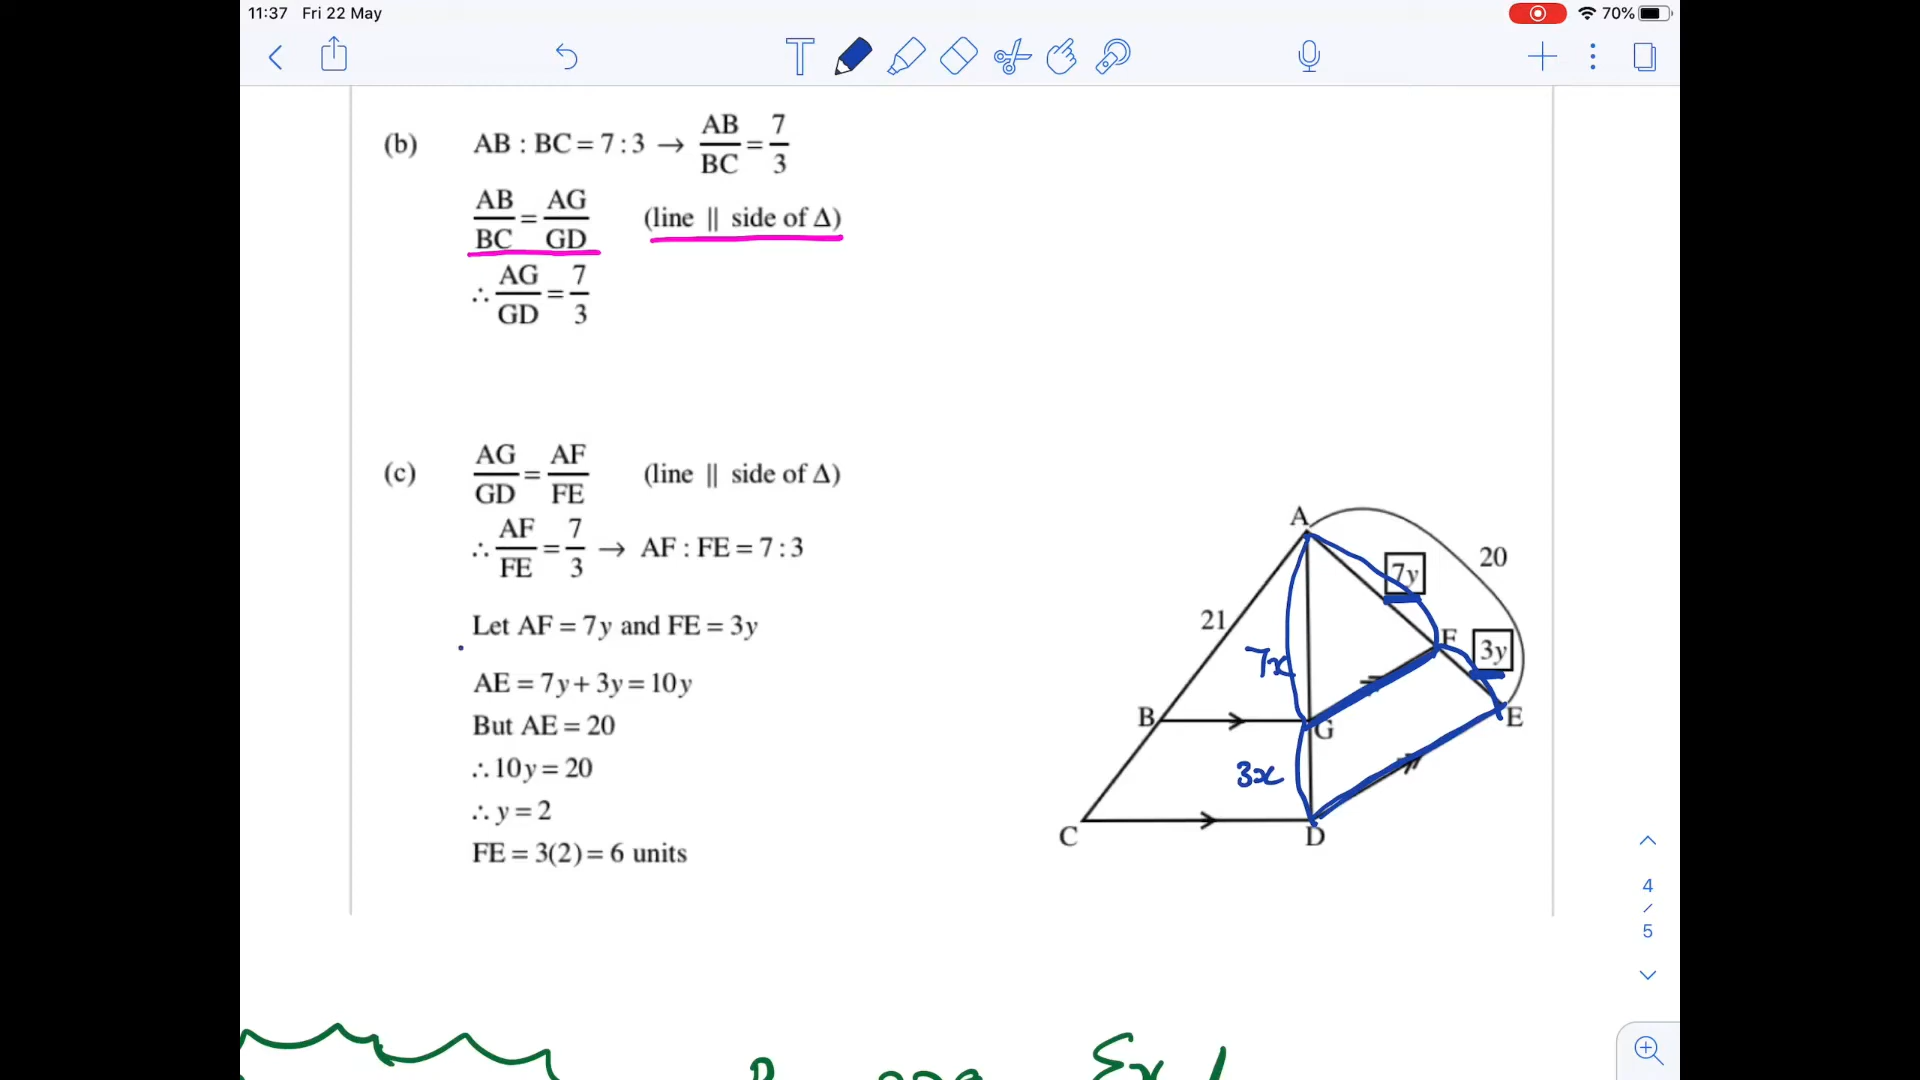 11:37 Fri 22 May
70%
(b) AB : BC = 7 : 3 → AB/BC = 7/3
AB/BC = AG/GD (line || side of Δ)
∴ AG/GD = 7/3
(c) AG/GD = AF/FE (line || side of Δ)
∴ AF/FE = 7/3 → AF : FE = 7 : 3
Let AF = 7y and FE = 3y
AE = 7y + 3y = 10y
But AE = 20
∴ 10y = 20
∴ y = 2
FE = 3(2) = 6 units
A
20
7y
21
F
3y
7x
B
G
E
3x
C
D
4
/
5
Ex 1